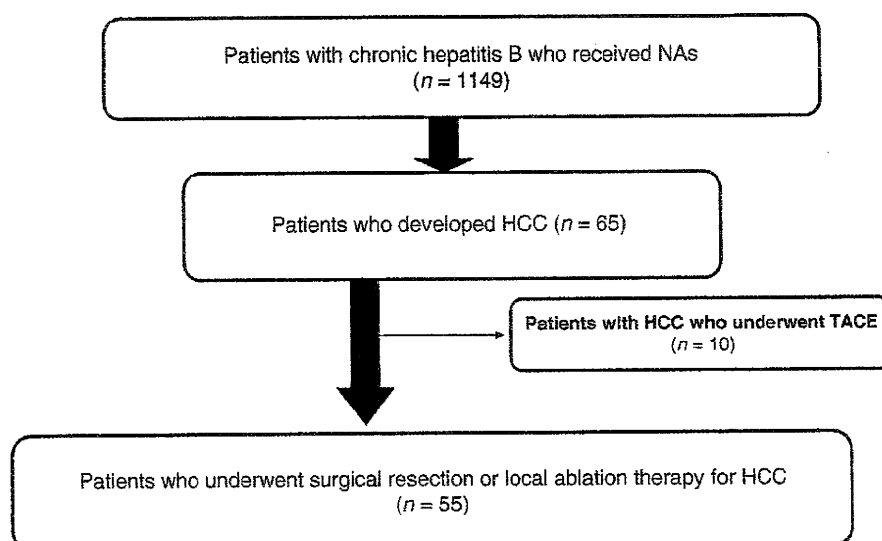 Patients with chronic hepatitis B who received NAs
(n = 1149)
Patients who developed HCC (n = 65)
Patients with HCC who underwent TACE
(n = 10)
Patients who underwent surgical resection or local ablation therapy for HCC
(n = 55)